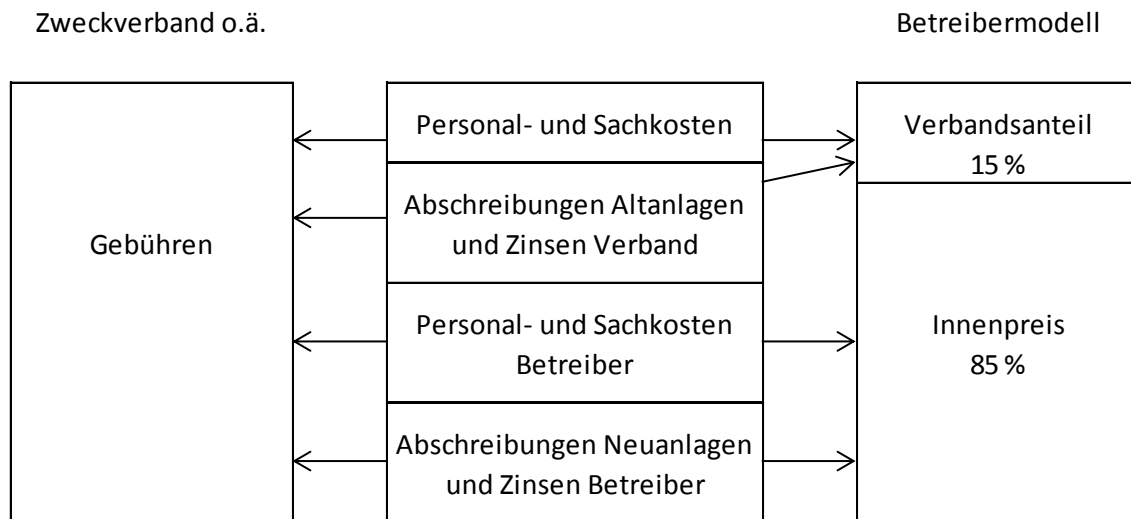 Zweckverband o.ä.
Betreibermodell
Gebühren
Personal- und Sachkosten
Abschreibungen Altanlagen
und Zinsen Verband
Personal- und Sachkosten
Betreiber
Abschreibungen Neuanlagen
und Zinsen Betreiber
Verbandsanteil
15 %
Innenpreis
85 %